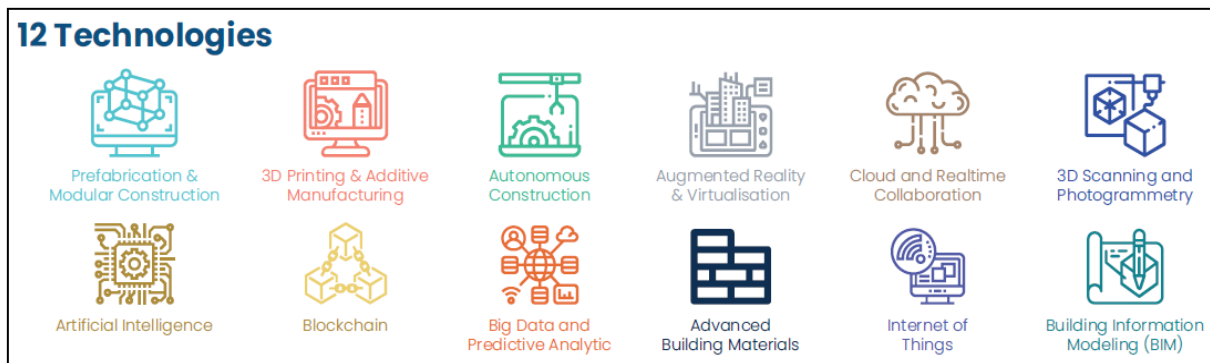 12 Technologies
Prefabrication &
Modular Construction
3D Printing & Additive
Manufacturing
Autonomous
Construction
Augmented Reality
& Virtualisation
Cloud and Realtime
Collaboration
3D Scanning and
Photogrammetry
Artificial Intelligence
Blockchain
Big Data and
Predictive Analytic
Advanced
Building Materials
Internet of
Things
Building Information
Modeling (BIM)